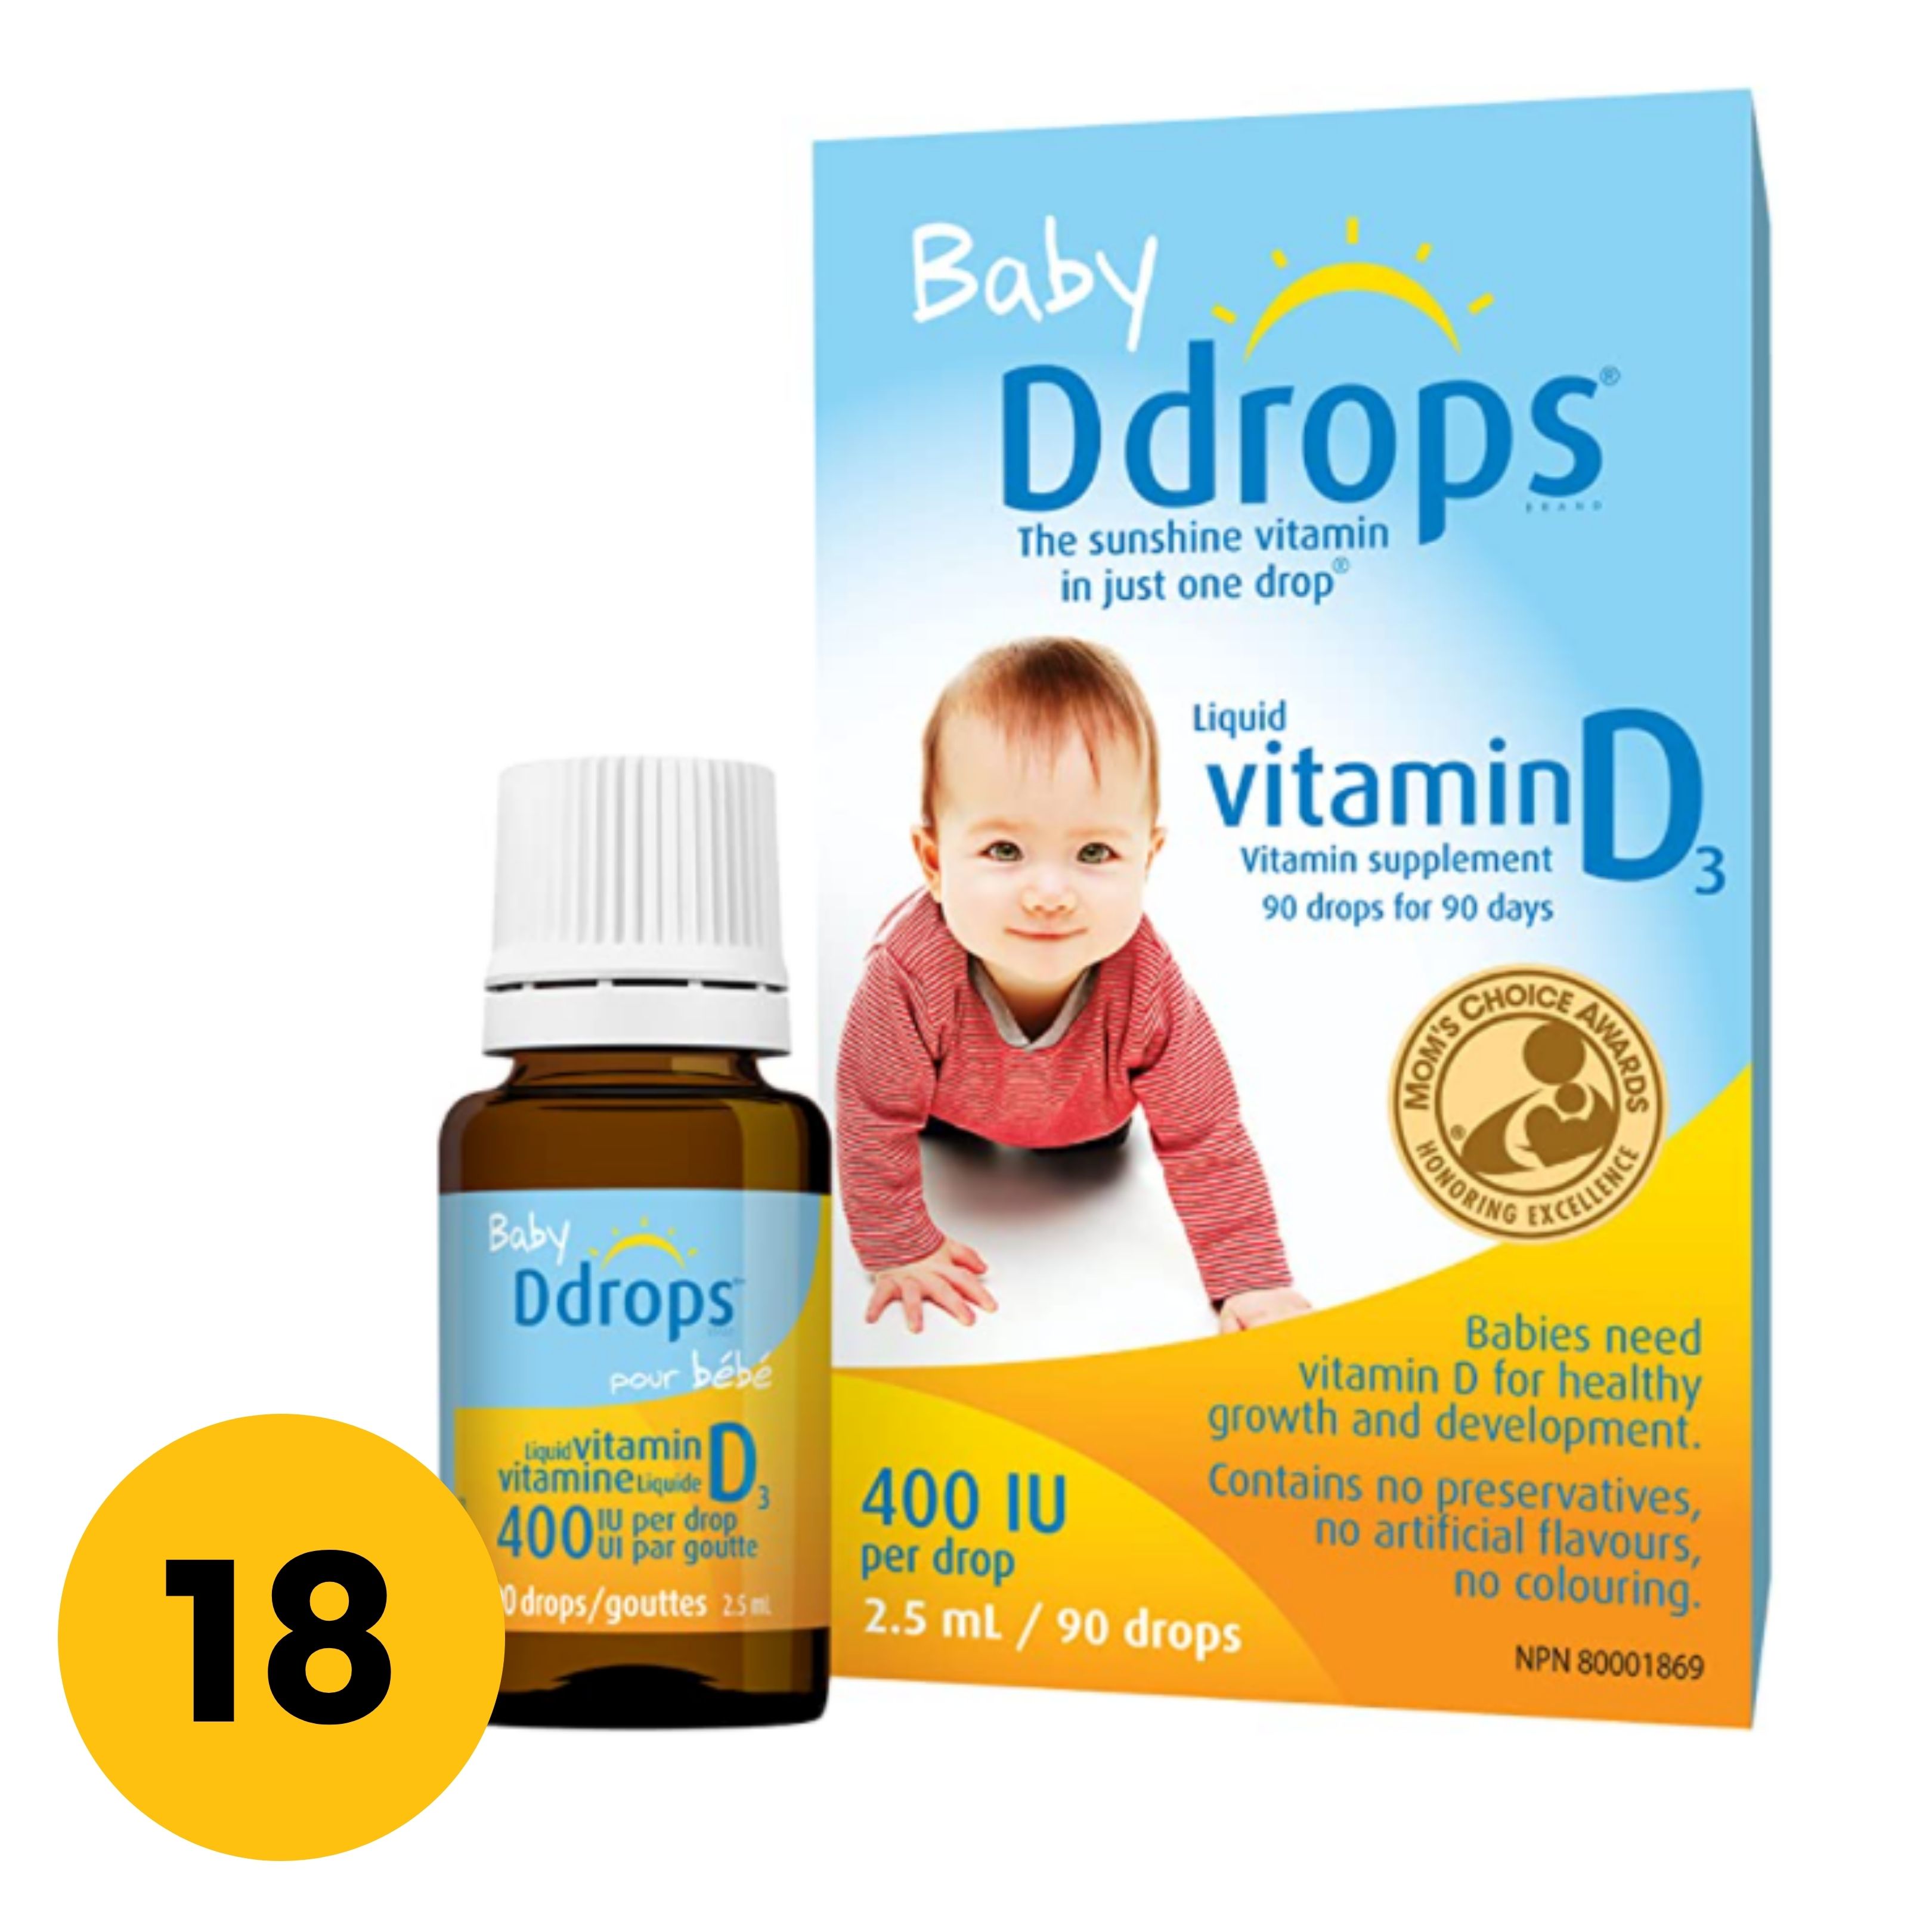 Baby
Ddrops®
BRAND
The sunshine vitamin
in just one drop®
Liquid
vitamin D3
Vitamin supplement
90 drops for 90 days
MOM'S CHOICE AWARDS
®
HONORING EXCELLENCE
Babies need
vitamin D for healthy
growth and development.
Contains no preservatives,
no artificial flavours,
no colouring.
400 IU
per drop
2.5 mL / 90 drops
NPN 80001869
Baby
Ddrops
pour bébé
Liquid vitamin D3
vitamine Liquide
400 IU per drop
UI par goutte
0 drops/gouttes 2.5 mL
18